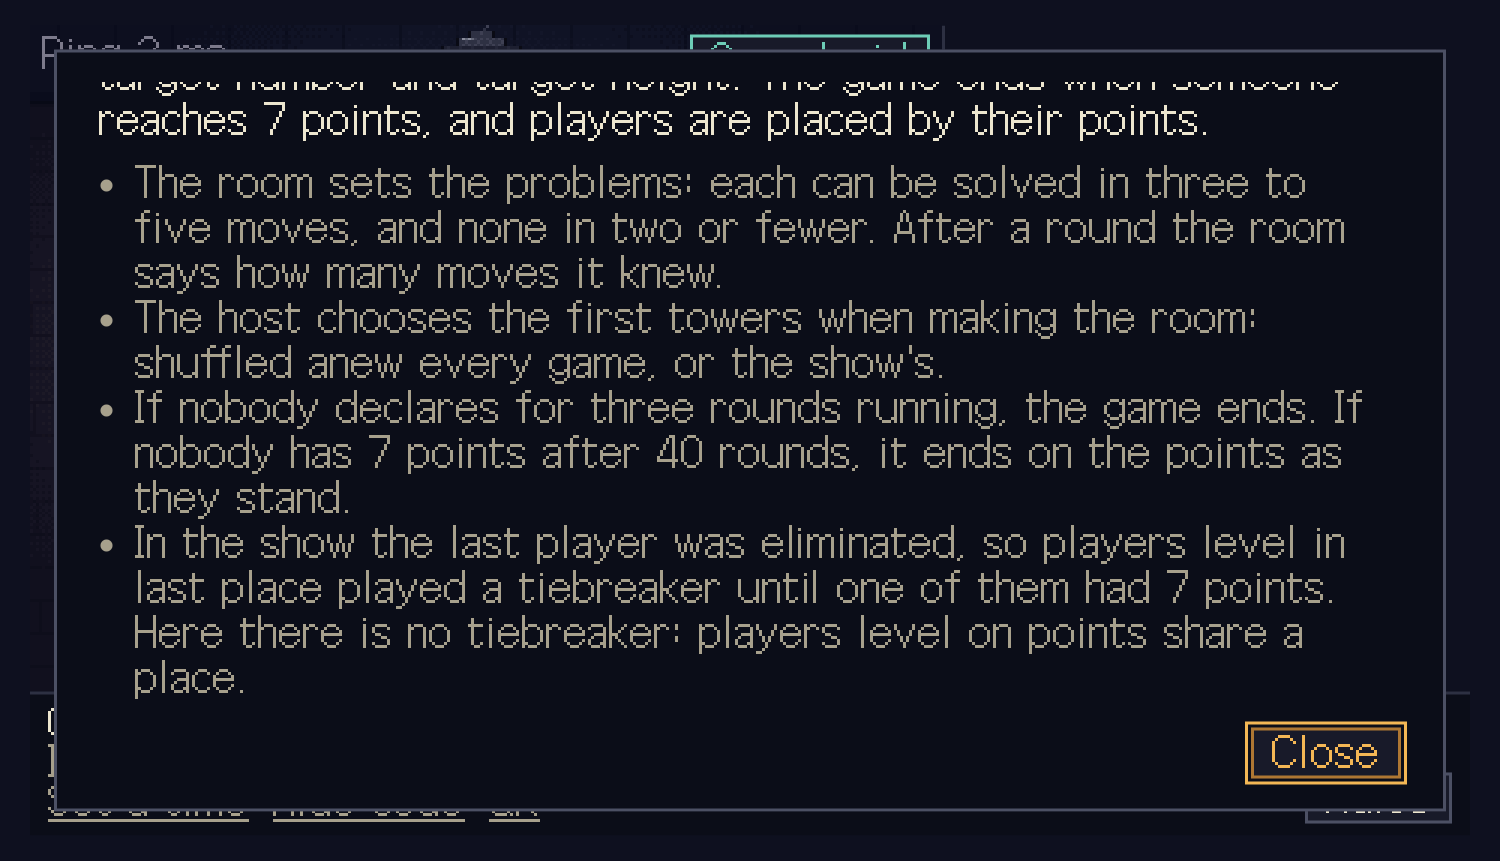 reaches 7 points, and players are placed by their points.
• The room sets the problems: each can be solved in three to
five moves, and none in two or fewer. After a round the room
says how many moves it knew.
• The host chooses the first towers when making the room:
shuffled anew every game, or the show's.
• If nobody declares for three rounds running, the game ends. If
nobody has 7 points after 40 rounds, it ends on the points as
they stand.
• In the show the last player was eliminated, so players level in
last place played a tiebreaker until one of them had 7 points.
Here there is no tiebreaker: players level on points share a
place.
Close